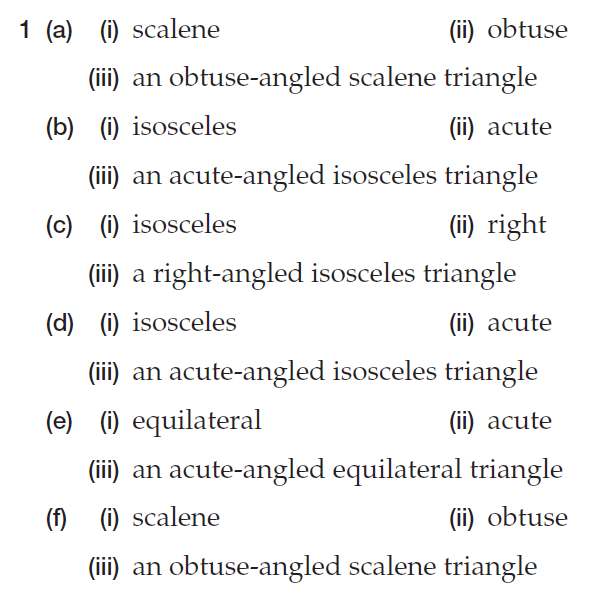 1 (a) (i) scalene (ii) obtuse
(iii) an obtuse-angled scalene triangle
(b) (i) isosceles (ii) acute
(iii) an acute-angled isosceles triangle
(c) (i) isosceles (ii) right
(iii) a right-angled isosceles triangle
(d) (i) isosceles (ii) acute
(iii) an acute-angled isosceles triangle
(e) (i) equilateral (ii) acute
(iii) an acute-angled equilateral triangle
(f) (i) scalene (ii) obtuse
(iii) an obtuse-angled scalene triangle